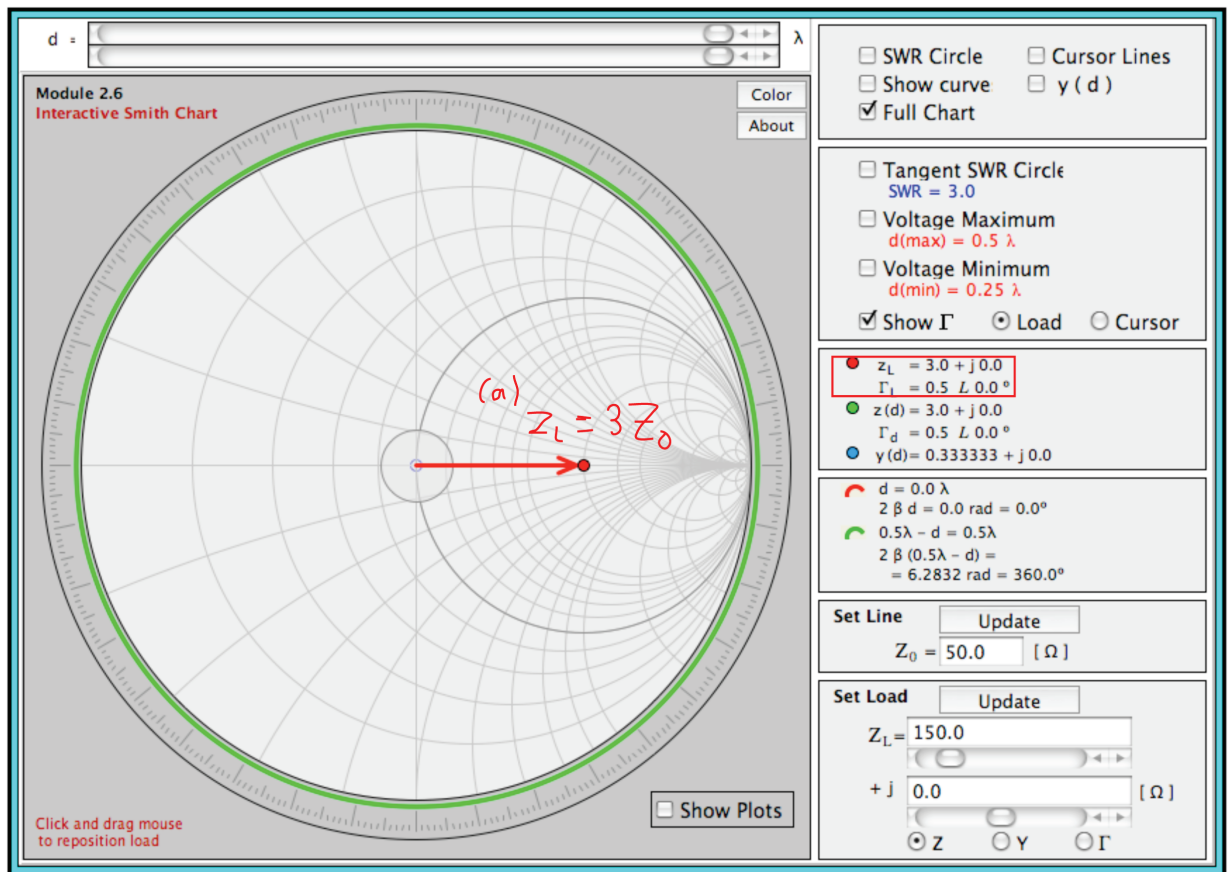 d = λ
Module 2.6
Interactive Smith Chart
Color
About
(a)
Z_L = 3Z_0
Click and drag mouse
to reposition load
Show Plots
SWR Circle Cursor Lines
Show curve y ( d )
Full Chart
Tangent SWR Circle
SWR = 3.0
Voltage Maximum
d(max) = 0.5 λ
Voltage Minimum
d(min) = 0.25 λ
Show Γ Load Cursor
z_L = 3.0 + j 0.0
Γ_L = 0.5 L 0.0 º
z (d) = 3.0 + j 0.0
Γ_d = 0.5 L 0.0 º
y (d)= 0.333333 + j 0.0
d = 0.0 λ
2 β d = 0.0 rad = 0.0º
0.5λ – d = 0.5λ
2 β (0.5λ – d) =
= 6.2832 rad = 360.0º
Set Line Update
Z_0 = 50.0 [ Ω ]
Set Load Update
Z_L= 150.0
+ j 0.0 [ Ω ]
Z Y Γ